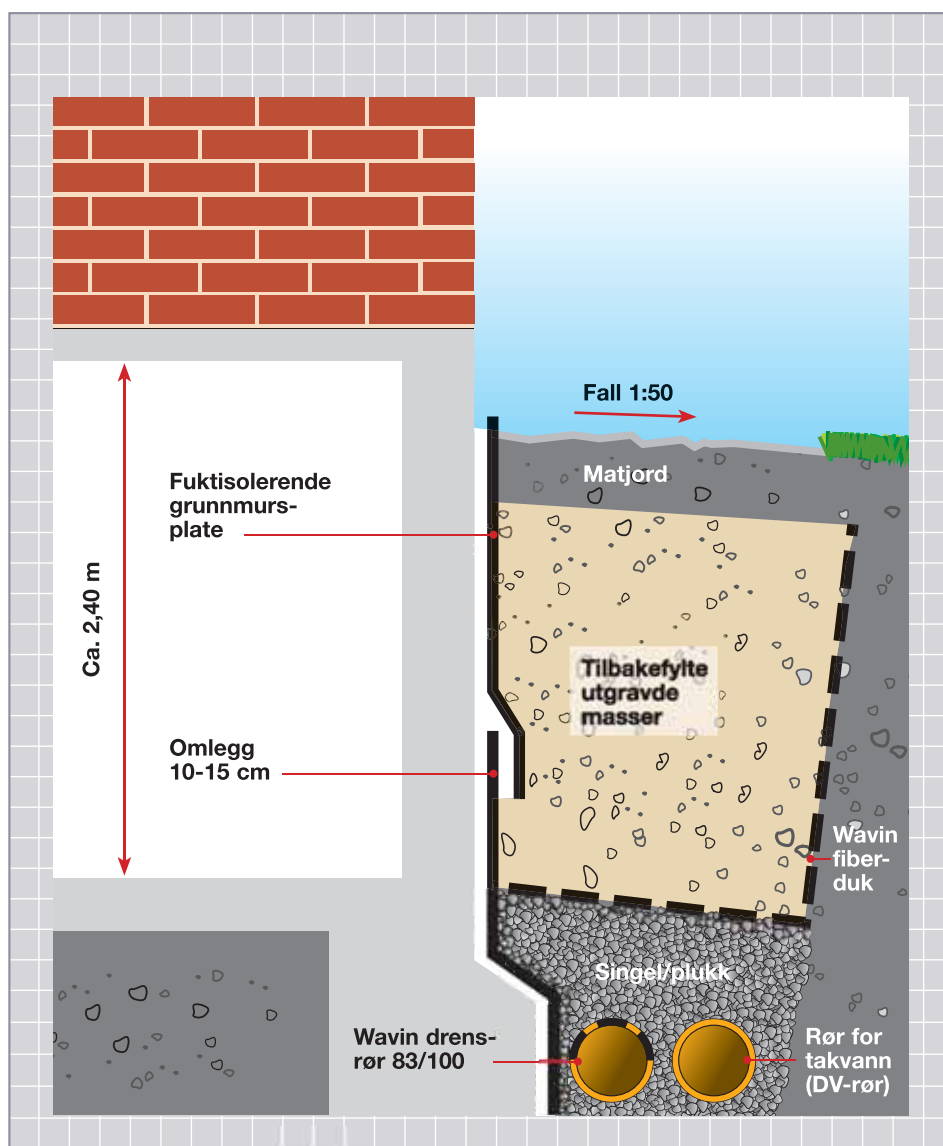 Fall 1:50
Matjord
Fuktisolerende
grunnmurs-
plate
Ca. 2,40 m
Tilbakefylte
utgravde
masser
Omlegg
10-15 cm
Wavin
fiber-
duk
Singel/plukk
Wavin drens-
rør 83/100
Rør for
takvann
(DV-rør)